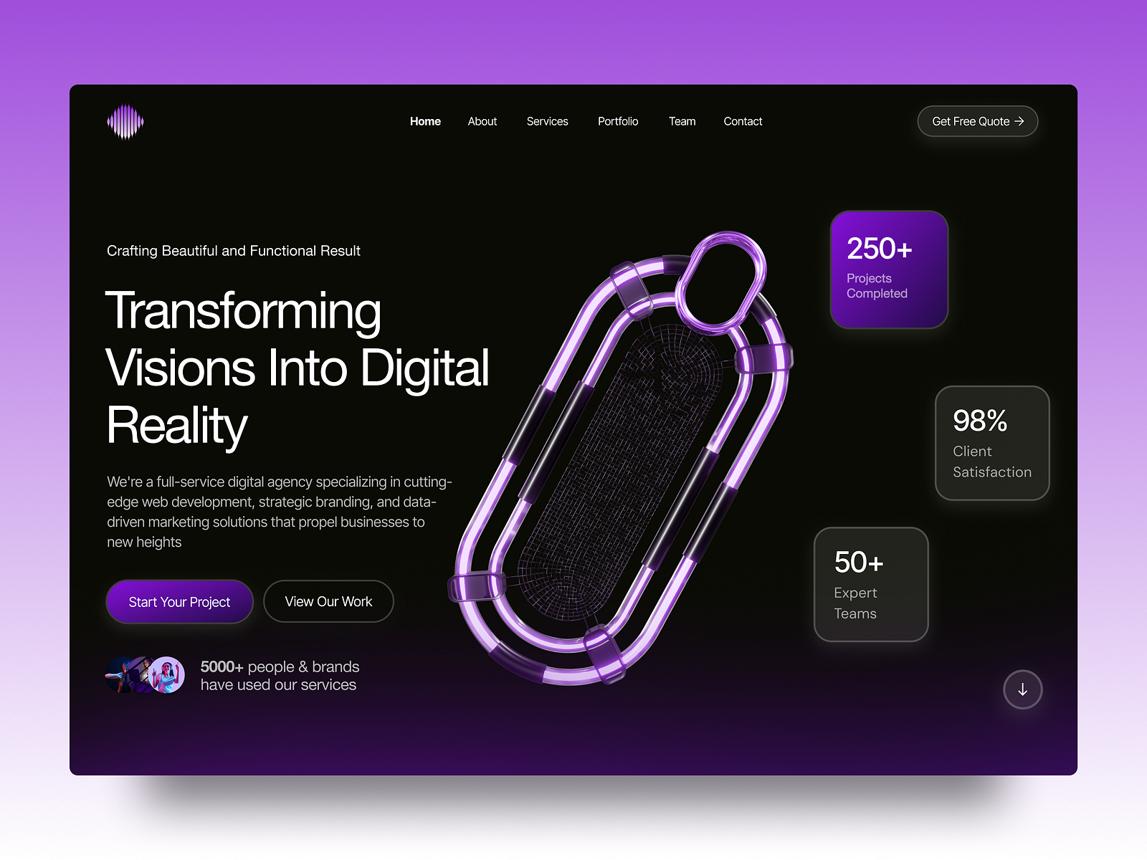 Home
About
Services
Portfolio
Team
Contact
Get Free Quote →
Crafting Beautiful and Functional Result
Transforming
Visions Into Digital
Reality
We're a full-service digital agency specializing in cutting-
edge web development, strategic branding, and data-
driven marketing solutions that propel businesses to
new heights
Start Your Project
View Our Work
5000+ people & brands
have used our services
250+
Projects
Completed
98%
Client
Satisfaction
50+
Expert
Teams